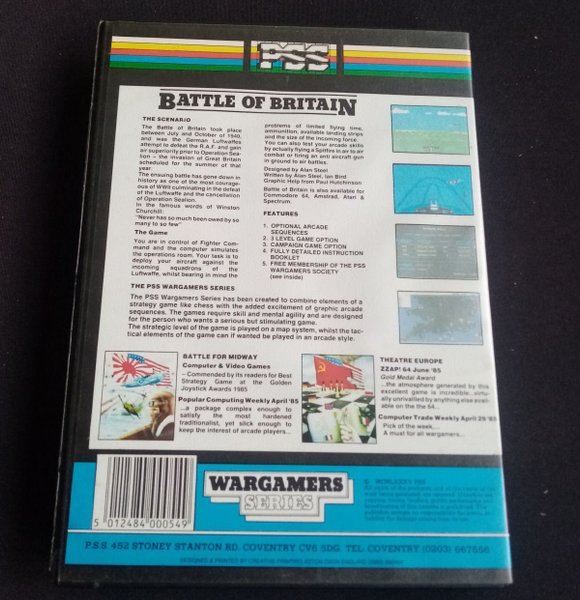 PSS
BATTLE OF BRITAIN
THE SCENARIO
The Battle of Britain took place
between July and October of 1940,
and was the German Luftwaffes
attempt to defeat the R.A.F. and gain
air superiority prior to Operation Sea-
lion – the invasion of Great Britain
scheduled for the summer of that
year.
The ensuing battle has gone down in
history as one of the most courage-
ous of WWII culminating in the defeat
of the Luftwaffe and the cancellation
of Operation Sealion.
In the famous words of Winston
Churchill:
"Never has so much been owed by so
many to so few"
The Game
You are in control of Fighter Com-
mand and the computer simulates
the operations room. Your task is to
deploy your aircraft against the
incoming squadrons of the
Luftwaffe, whilst bearing in mind the
problems of limited flying time,
ammunition, available landing strips
and the size of the incoming force.
You can also test your arcade skills
by actually flying a Spitfire in air to air
combat or firing an anti aircraft gun
in ground to air battles.
Designed by Alan Steel
Written by Alan Steel, Ian Bird
Graphic Help from Paul Hutchinson
Battle of Britain is also available for
Commodore 64, Amstrad, Atari &
Spectrum.
FEATURES
1. OPTIONAL ARCADE
SEQUENCES
2. 3 LEVEL GAME OPTION
3. CAMPAIGN GAME OPTION
4. FULLY DETAILED INSTRUCTION
BOOKLET
5. FREE MEMBERSHIP OF THE PSS
WARGAMERS SOCIETY
(see inside)
THE PSS WARGAMERS SERIES
The PSS Wargamers Series has been created to combine elements of a
strategy game like chess with the added excitement of graphic arcade
sequences. The games require skill and mental agility and are designed
for the person who wants a serious but stimulating game.
The strategic level of the game is played on a map system, whilst the tac-
tical elements of the game can if wanted be played in an arcade style.
BATTLE FOR MIDWAY
Computer & Video Games
– Commended by its readers for Best
Strategy Game at the Golden
Joystick Awards 1985
Popular Computing Weekly April '85
...a package complex enough to
satisfy the most hardened
traditionalist, yet slick enough to
keep the interest of arcade players...
THEATRE EUROPE
ZZAP! 64 June '85
Gold Medal Award
...the atmosphere generated by this
excellent game is incredible...virtu-
ally unrivalled by anything else avail-
able on the the 64...
Computer Trade Weekly April 29 '85
Pick of the week...
A must for all wargamers...
5 012484 000549
WARGAMERS
SERIES
P.S.S. 452 STONEY STANTON RD. COVENTRY CV6 5DG. TEL COVENTRY (0203) 667556